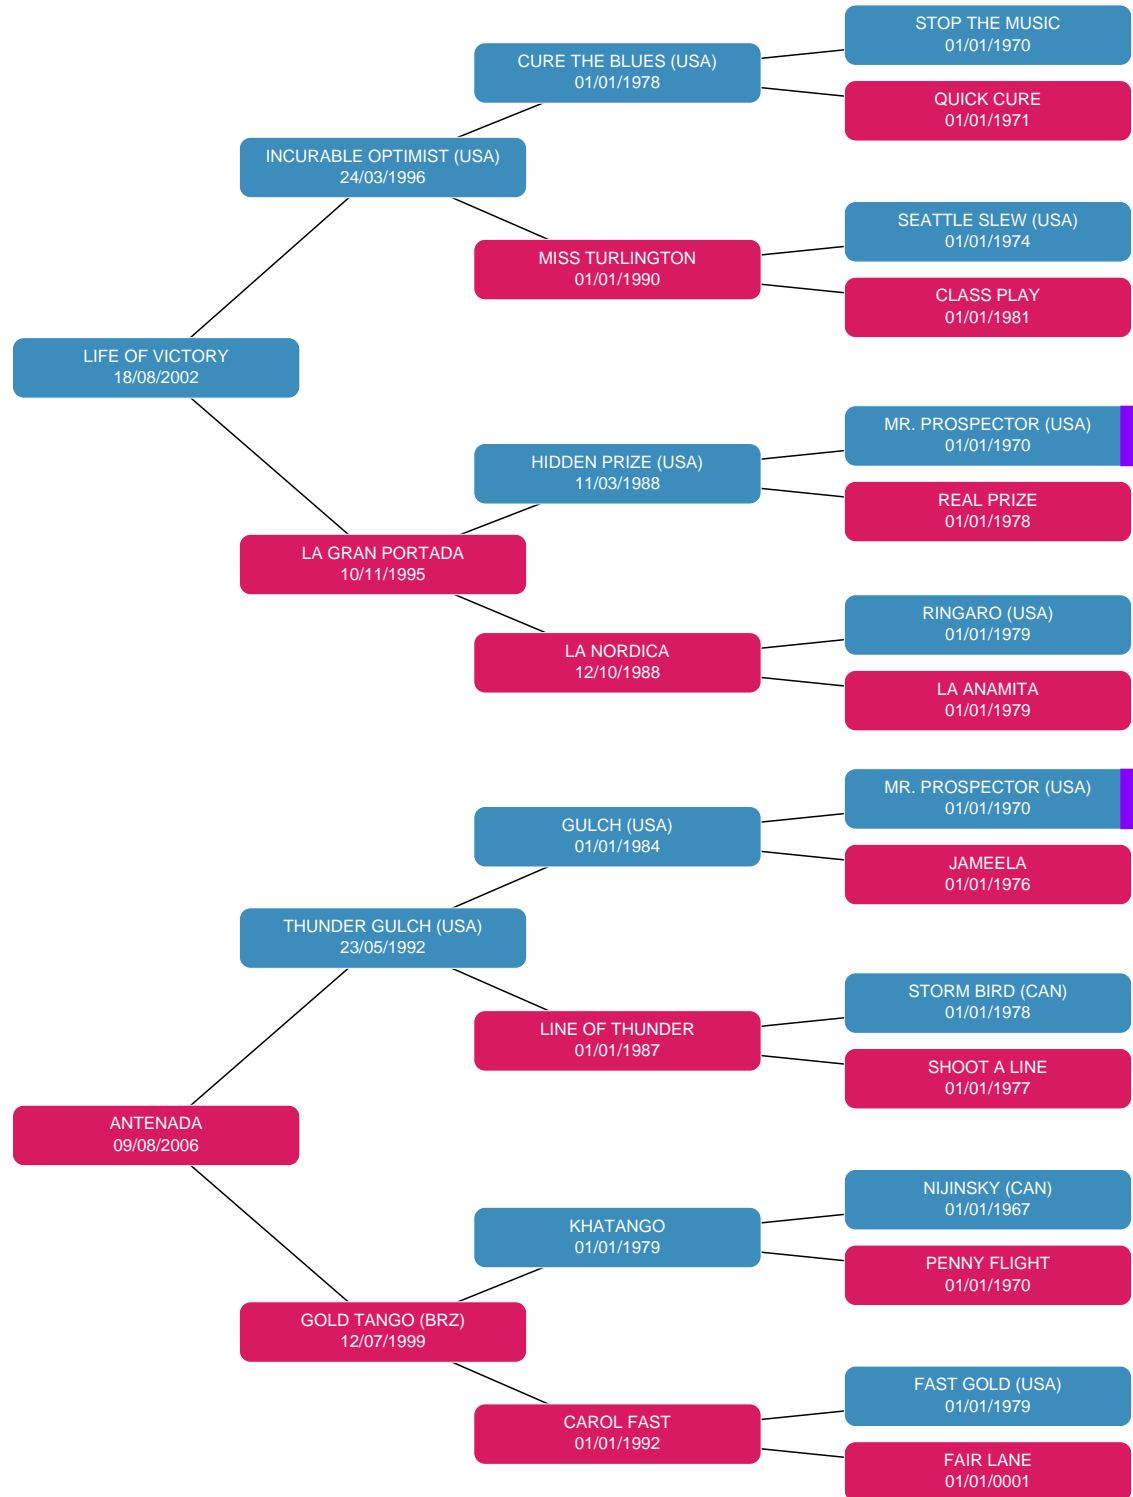 STOP THE MUSIC
01/01/1970
CURE THE BLUES (USA)
01/01/1978
QUICK CURE
01/01/1971
INCURABLE OPTIMIST (USA)
24/03/1996
SEATTLE SLEW (USA)
01/01/1974
MISS TURLINGTON
01/01/1990
CLASS PLAY
01/01/1981
LIFE OF VICTORY
18/08/2002
MR. PROSPECTOR (USA)
01/01/1970
HIDDEN PRIZE (USA)
11/03/1988
REAL PRIZE
01/01/1978
LA GRAN PORTADA
10/11/1995
RINGARO (USA)
01/01/1979
LA NORDICA
12/10/1988
LA ANAMITA
01/01/1979
MR. PROSPECTOR (USA)
01/01/1970
GULCH (USA)
01/01/1984
JAMEELA
01/01/1976
THUNDER GULCH (USA)
23/05/1992
STORM BIRD (CAN)
01/01/1978
LINE OF THUNDER
01/01/1987
SHOOT A LINE
01/01/1977
ANTENADA
09/08/2006
NIJINSKY (CAN)
01/01/1967
KHATANGO
01/01/1979
PENNY FLIGHT
01/01/1970
GOLD TANGO (BRZ)
12/07/1999
FAST GOLD (USA)
01/01/1979
CAROL FAST
01/01/1992
FAIR LANE
01/01/0001